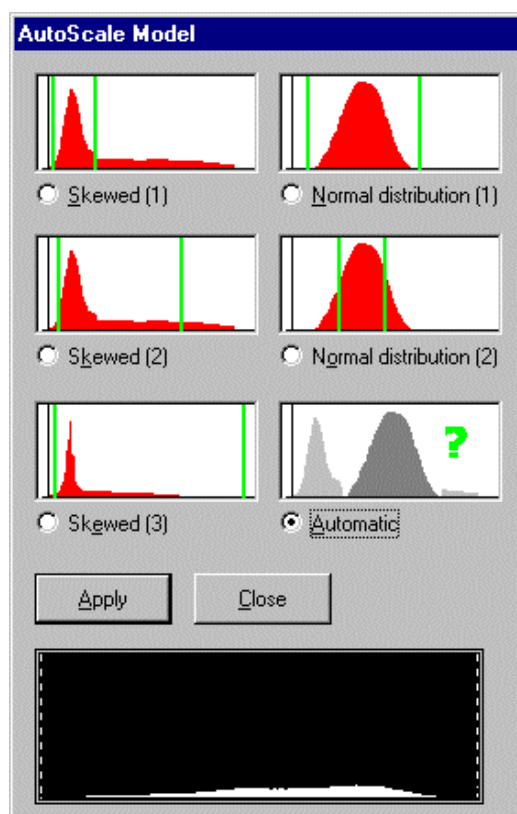 AutoScale Model
Skewed (1)
Normal distribution (1)
Skewed (2)
Normal distribution (2)
?
Skewed (3)
Automatic
Apply
Close